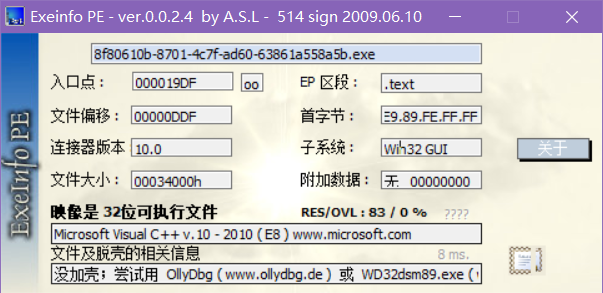 Exeinfo PE - ver.0.0.2.4 by A.S.L - 514 sign 2009.06.10
8f80610b-8701-4c7f-ad60-63861a558a5b.exe
入口点： 000019DF oo EP 区段： .text
文件偏移： 00000DDF 首字节： E9.89.FE.FF.FF
连接器版本 10.0 子系统： Win32 GUI 关于
文件大小： 00034000h 附加数据： 无 00000000
映像是 32位可执行文件 RES/OVL : 83 / 0 % ????
Microsoft Visual C++ v.10 - 2010 ( E8 ) www.microsoft.com
文件及脱壳的相关信息 8 ms.
没加壳；尝试用 OllyDbg ( www.ollydbg.de ) 或 WD32dsm89.exe (
ExeInfo PE